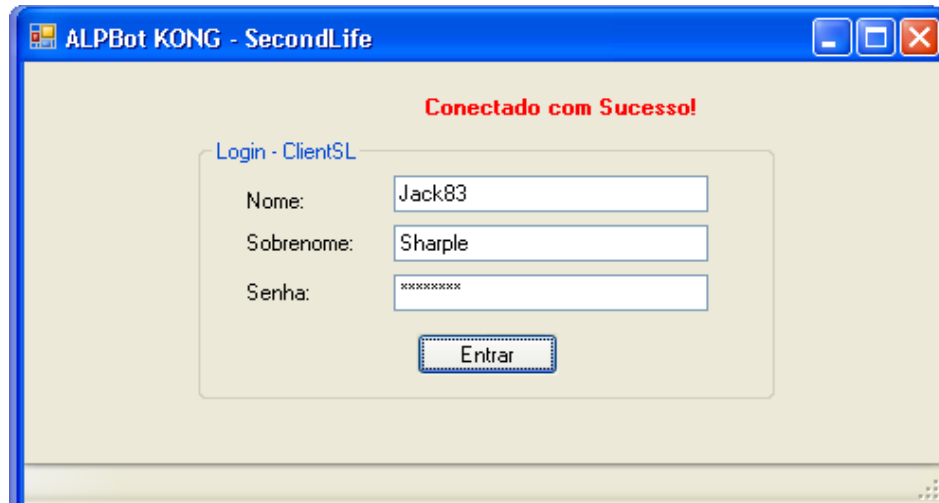 ALPBot KONG - SecondLife
Conectado com Sucesso!
Login - ClientSL
Nome: Jack83
Sobrenome: Sharple
Senha: ********
Entrar